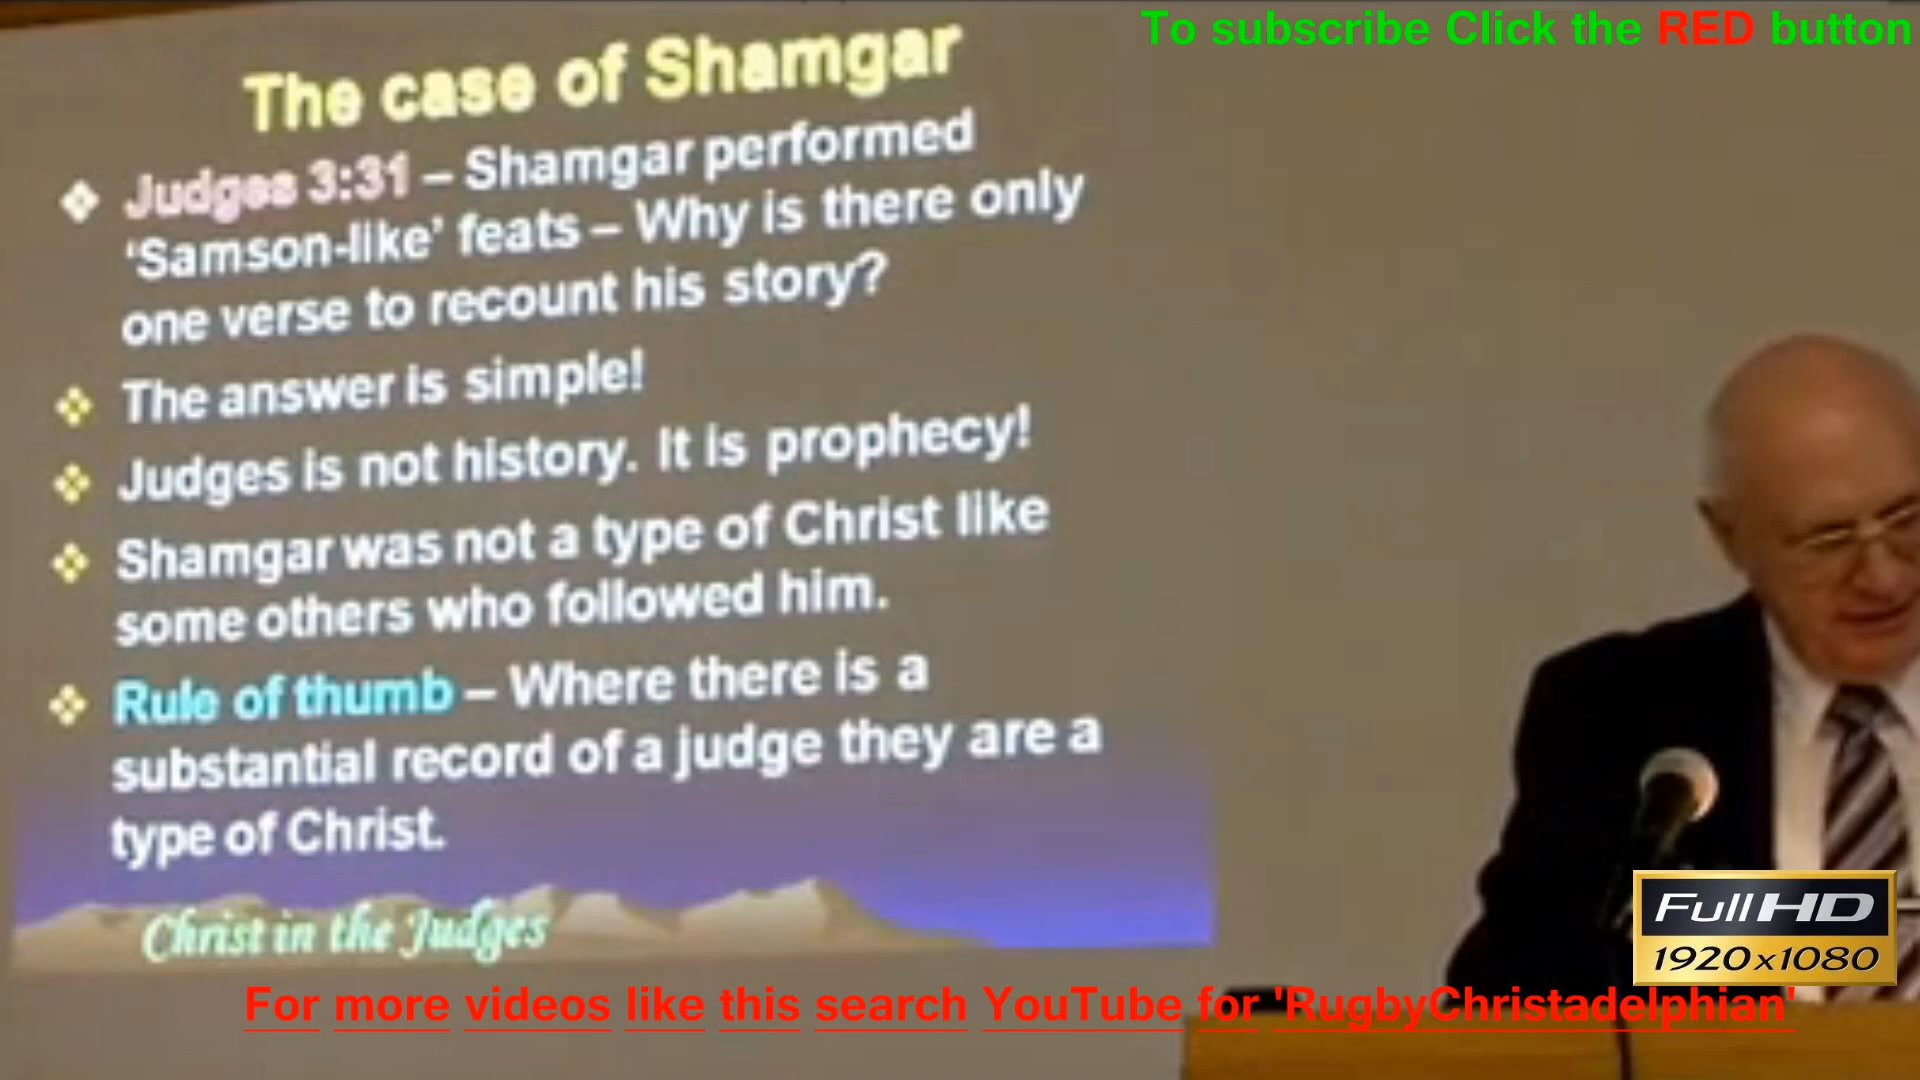 To subscribe Click the RED button
The case of Shamgar
Judges 3:31 – Shamgar performed
‘Samson-like’ feats – Why is there only
one verse to recount his story?
The answer is simple!
Judges is not history. It is prophecy!
Shamgar was not a type of Christ like
some others who followed him.
Rule of thumb – Where there is a
substantial record of a judge they are a
type of Christ.
Christ in the Judges
Full HD
1920x1080
For more videos like this search YouTube for 'RugbyChristadelphian'